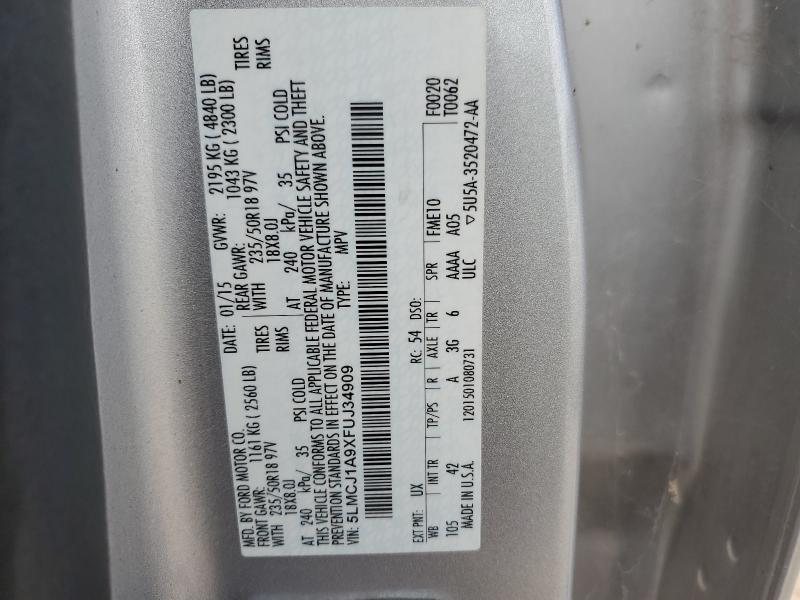 MFD. BY FORD MOTOR CO.
DATE: 01/15 GVWR: 2195 KG ( 4840 LB)
FRONT GAWR: 1161 KG ( 2560 LB) REAR GAWR: 1043 KG ( 2300 LB)
WITH 235/50R18 97V TIRES WITH 235/50R18 97V TIRES
18X8.0J RIMS 18X8.0J RIMS
AT 240 kPa/ 35 PSI COLD AT 240 kPa/ 35 PSI COLD
THIS VEHICLE CONFORMS TO ALL APPLICABLE FEDERAL MOTOR VEHICLE SAFETY AND THEFT
PREVENTION STANDARDS IN EFFECT ON THE DATE OF MANUFACTURE SHOWN ABOVE.
VIN: 5LMCJ1A9XFUJ34909 TYPE: MPV
F0020
T0062
EXT PNT: UX RC: 54 DSO:
WB INT TR TP/PS R AXLE TR SPR FME10
105 42 A 3G 6 AAAA A05
MADE IN U.S.A. 1201501080731 ULC
▽5U5A-3520472-AA